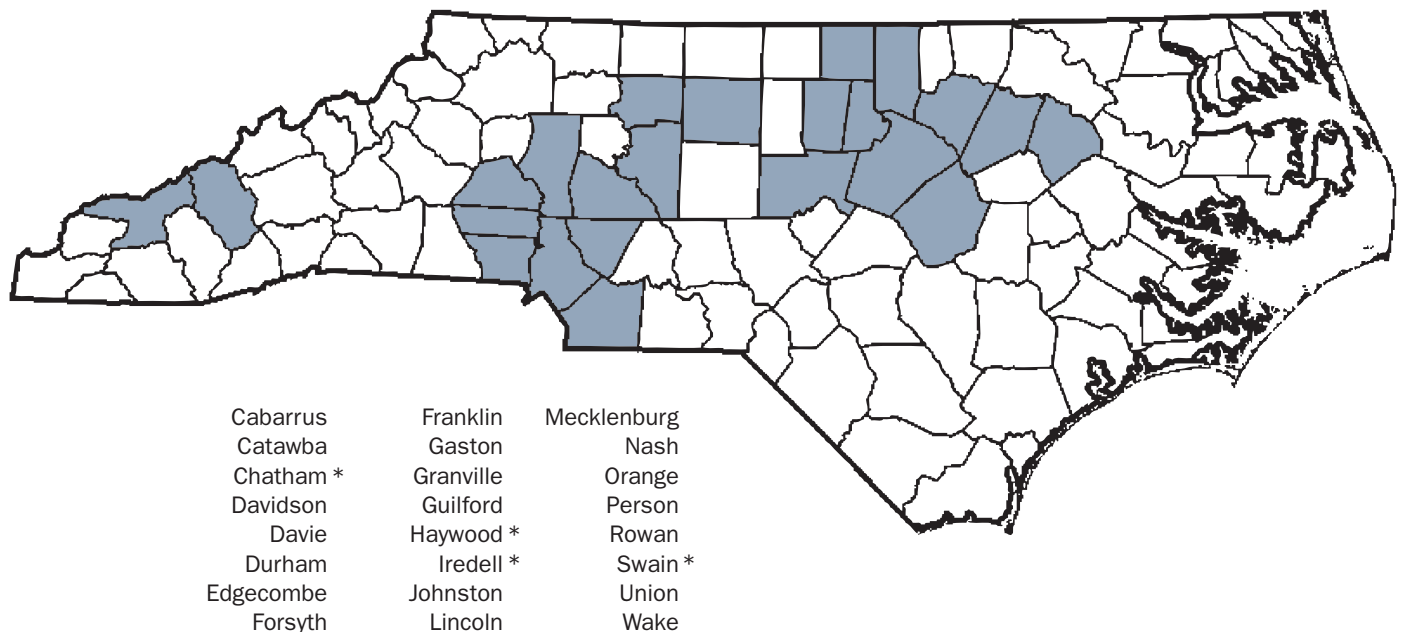 Cabarrus Franklin Mecklenburg
Catawba Gaston Nash
Chatham * Granville Orange
Davidson Guilford Person
Davie Haywood * Rowan
Durham Iredell * Swain *
Edgecombe Johnston Union
Forsyth Lincoln Wake